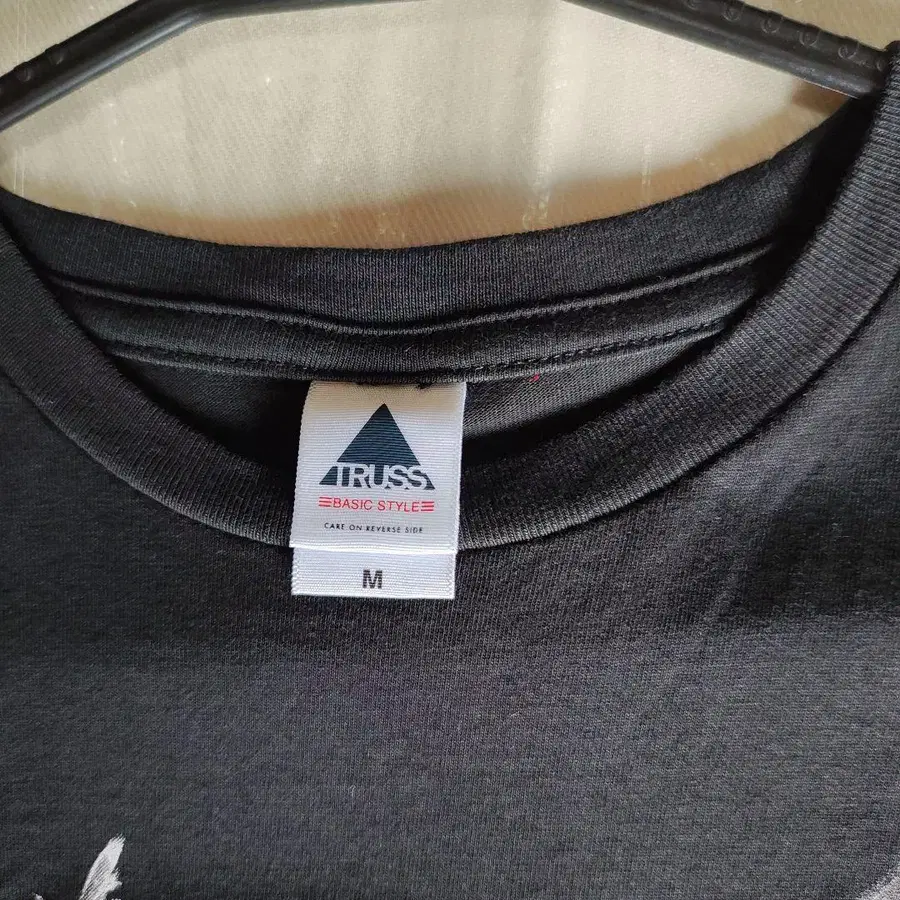 TRUSS
BASIC STYLE
CARE ON REVERSE SIDE
M